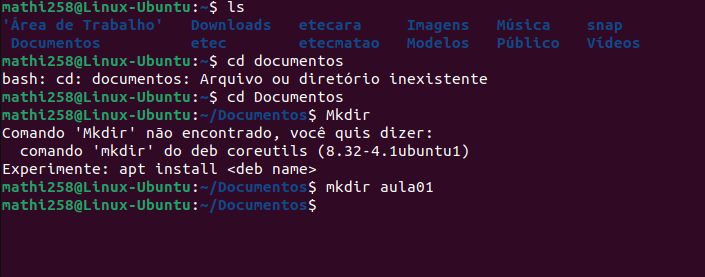 mathi258@Linux-Ubuntu:~$ ls
'Área de Trabalho'   Downloads   etecara     Imagens   Música    snap
 Documentos          etec        etecmatao   Modelos   Público   Vídeos
mathi258@Linux-Ubuntu:~$ cd documentos
bash: cd: documentos: Arquivo ou diretório inexistente
mathi258@Linux-Ubuntu:~$ cd Documentos
mathi258@Linux-Ubuntu:~/Documentos$ Mkdir
Comando 'Mkdir' não encontrado, você quis dizer:
  comando 'mkdir' do deb coreutils (8.32-4.1ubuntu1)
Experimente: apt install <deb name>
mathi258@Linux-Ubuntu:~/Documentos$ mkdir aula01
mathi258@Linux-Ubuntu:~/Documentos$